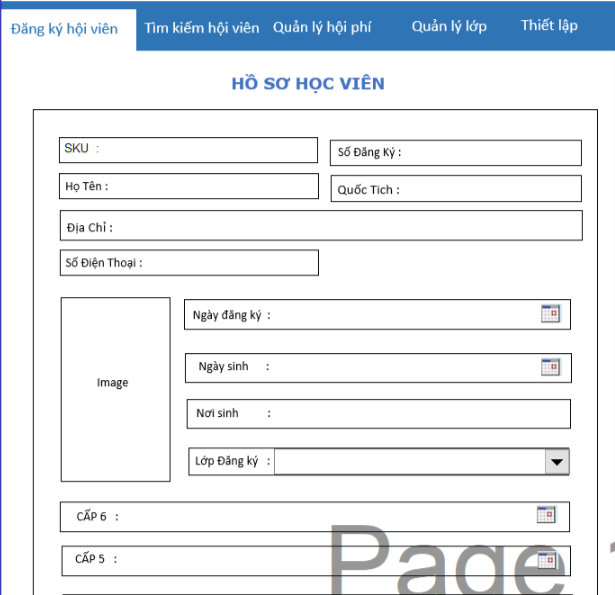 Đăng ký hội viên Tìm kiếm hội viên Quản lý hội phí Quản lý lớp Thiết lập
HỒ SƠ HỌC VIÊN
SKU :
Số Đăng Ký :
Họ Tên :
Quốc Tich :
Địa Chỉ :
Số Điện Thoại :
Image
Ngày đăng ký :
Ngày sinh :
Nơi sinh :
Lớp Đăng ký :
CẤP 6 :
CẤP 5 :
Page